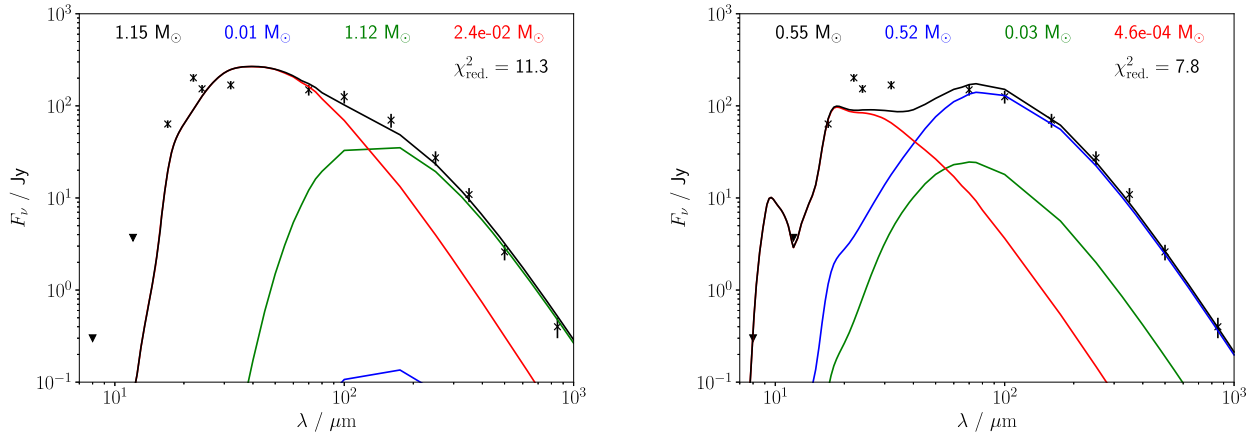 1.15 M⊙ 0.01 M⊙ 1.12 M⊙ 2.4e-02 M⊙
χ²red. = 11.3
10³
10²
10¹
10⁰
10⁻¹
Fν / Jy
10¹ 10² 10³
λ / μm
0.55 M⊙ 0.52 M⊙ 0.03 M⊙ 4.6e-04 M⊙
χ²red. = 7.8
10³
10²
10¹
10⁰
10⁻¹
Fν / Jy
10¹ 10² 10³
λ / μm